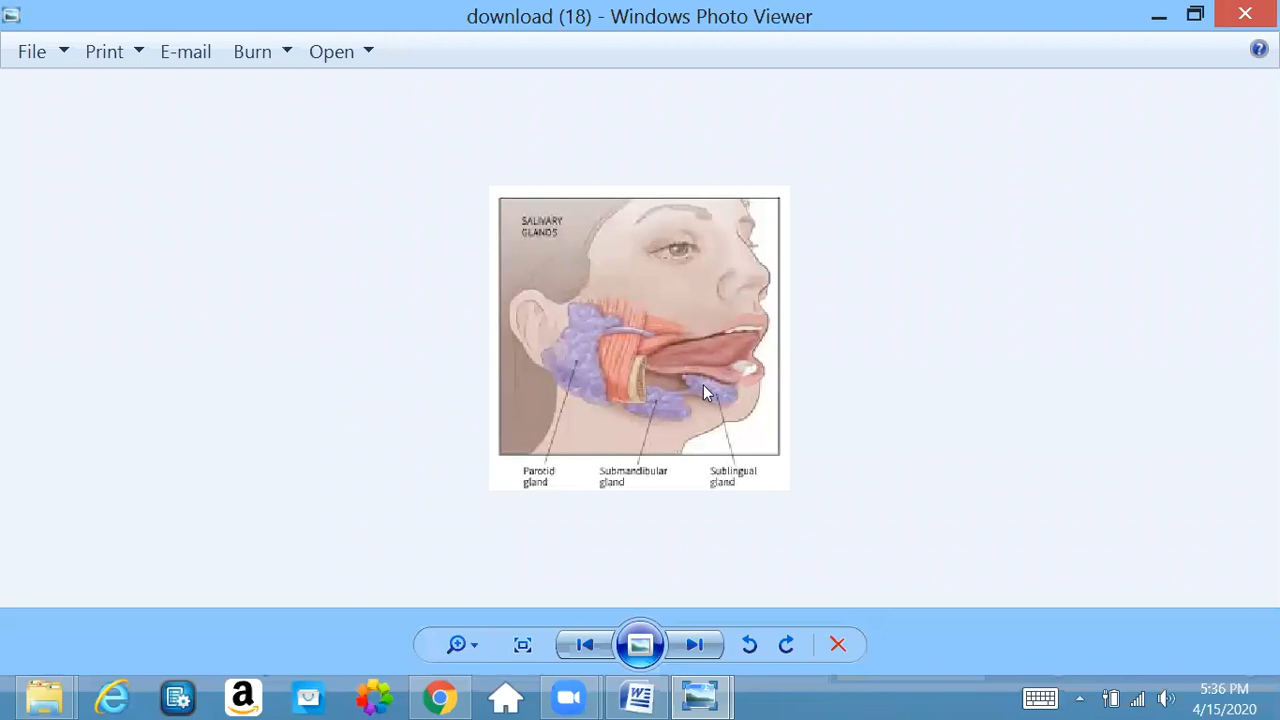 download (18) - Windows Photo Viewer
File Print E-mail Burn Open
SALIVARY
GLANDS
Parotid Submandibular Sublingual
gland gland gland
5:36 PM
4/15/2020